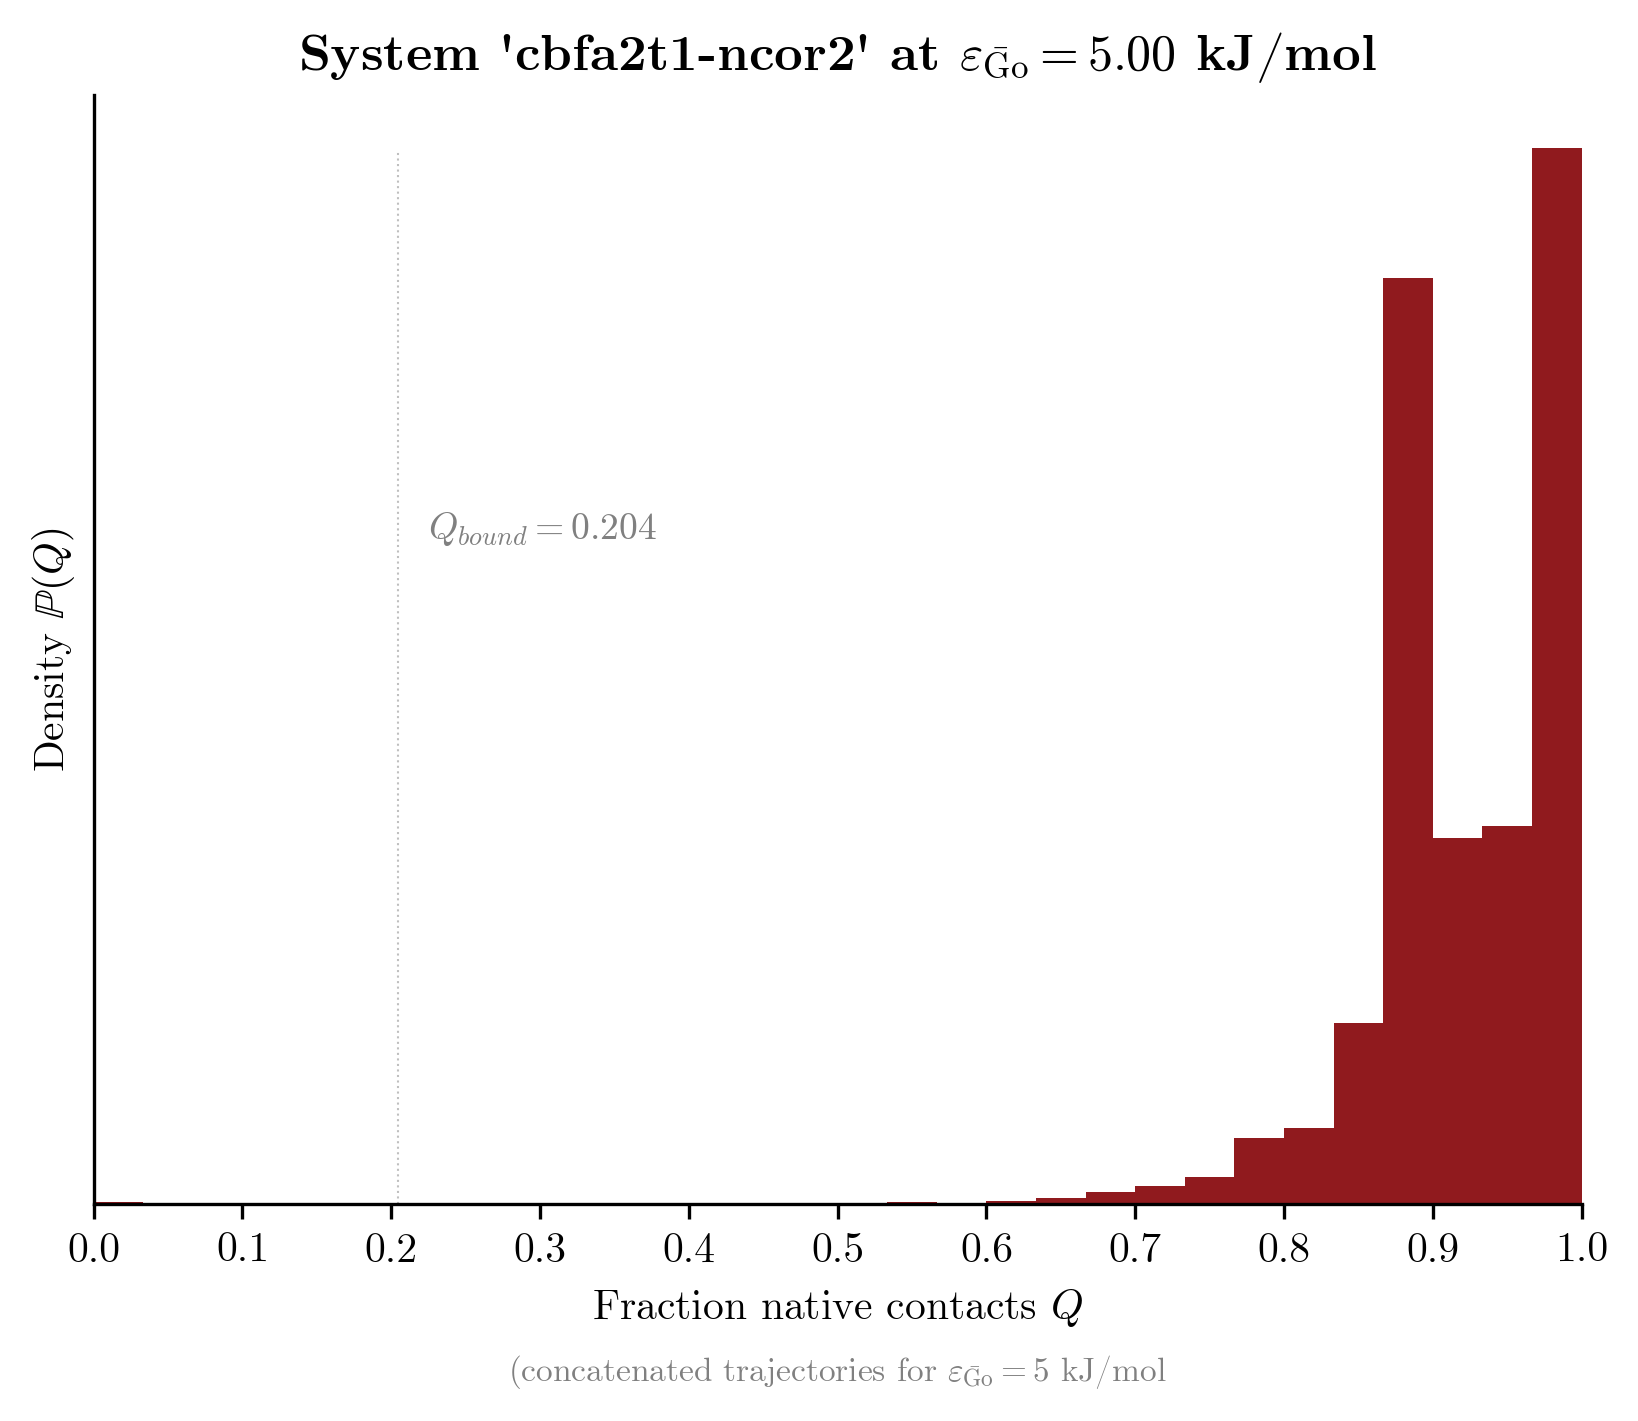 System 'cbfa2t1-ncor2' at ε_Ḡo = 5.00 kJ/mol
Q_bound = 0.204
Density ℙ(Q)
0.0 0.1 0.2 0.3 0.4 0.5 0.6 0.7 0.8 0.9 1.0
Fraction native contacts Q
(concatenated trajectories for ε_Ḡo = 5 kJ/mol